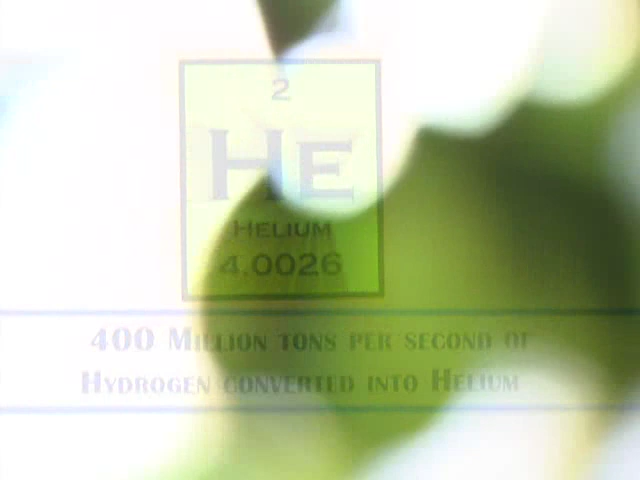 2
He
Helium
4.0026
400 Million tons per second of
Hydrogen converted into Helium